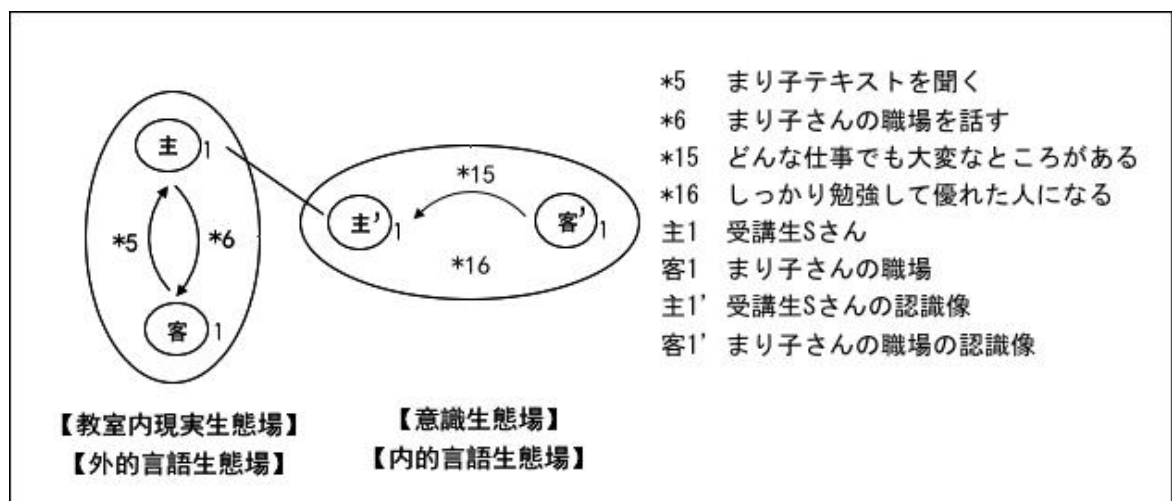 主1
*5
*6
客1
主'1
*15
客'1
*16
【教室内現実生態場】
【外的言語生態場】
【意識生態場】
【内的言語生態場】
*5 まり子テキストを聞く
*6 まり子さんの職場を話す
*15 どんな仕事でも大変なところがある
*16 しっかり勉強して優れた人になる
主1 受講生Sさん
客1 まり子さんの職場
主1' 受講生Sさんの認識像
客1' まり子さんの職場の認識像